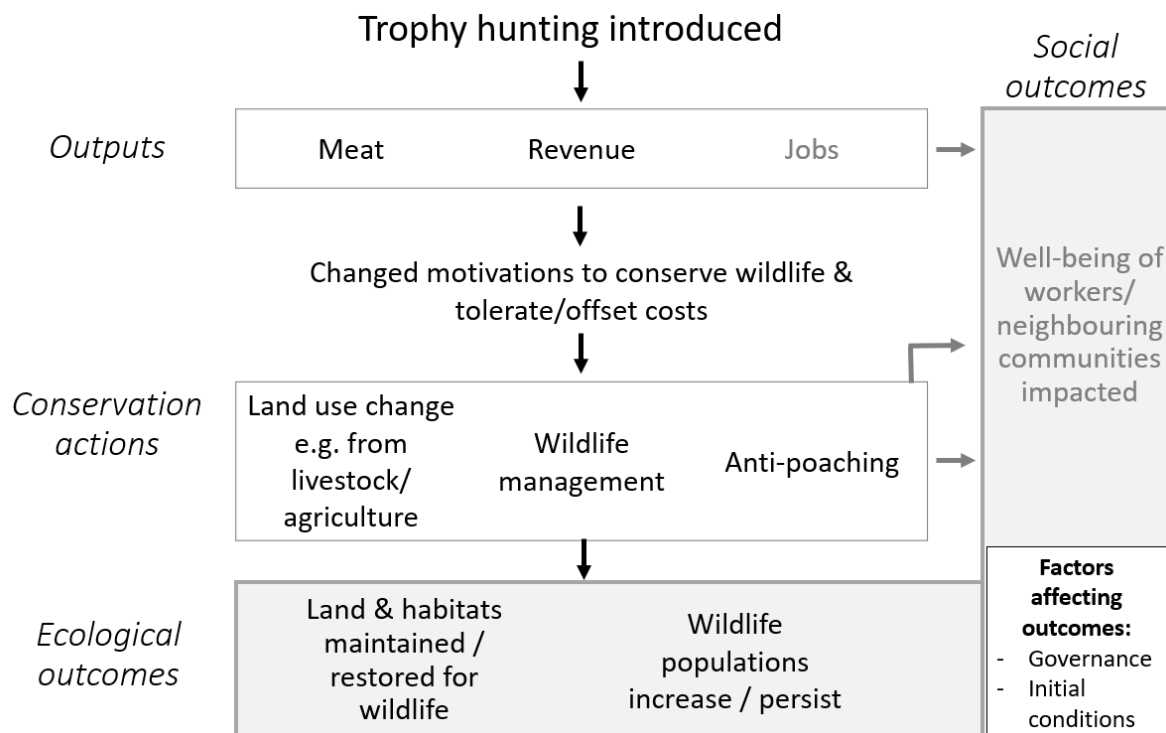 Trophy hunting introduced
Social
outcomes
Outputs
Meat
Revenue
Jobs
Changed motivations to conserve wildlife &
tolerate/offset costs
Well-being of
workers/
neighbouring
communities
impacted
Conservation
actions
Land use change
e.g. from
livestock/
agriculture
Wildlife
management
Anti-poaching
Ecological
outcomes
Land & habitats
maintained /
restored for
wildlife
Wildlife
populations
increase / persist
Factors
affecting
outcomes:
- Governance
- Initial
conditions